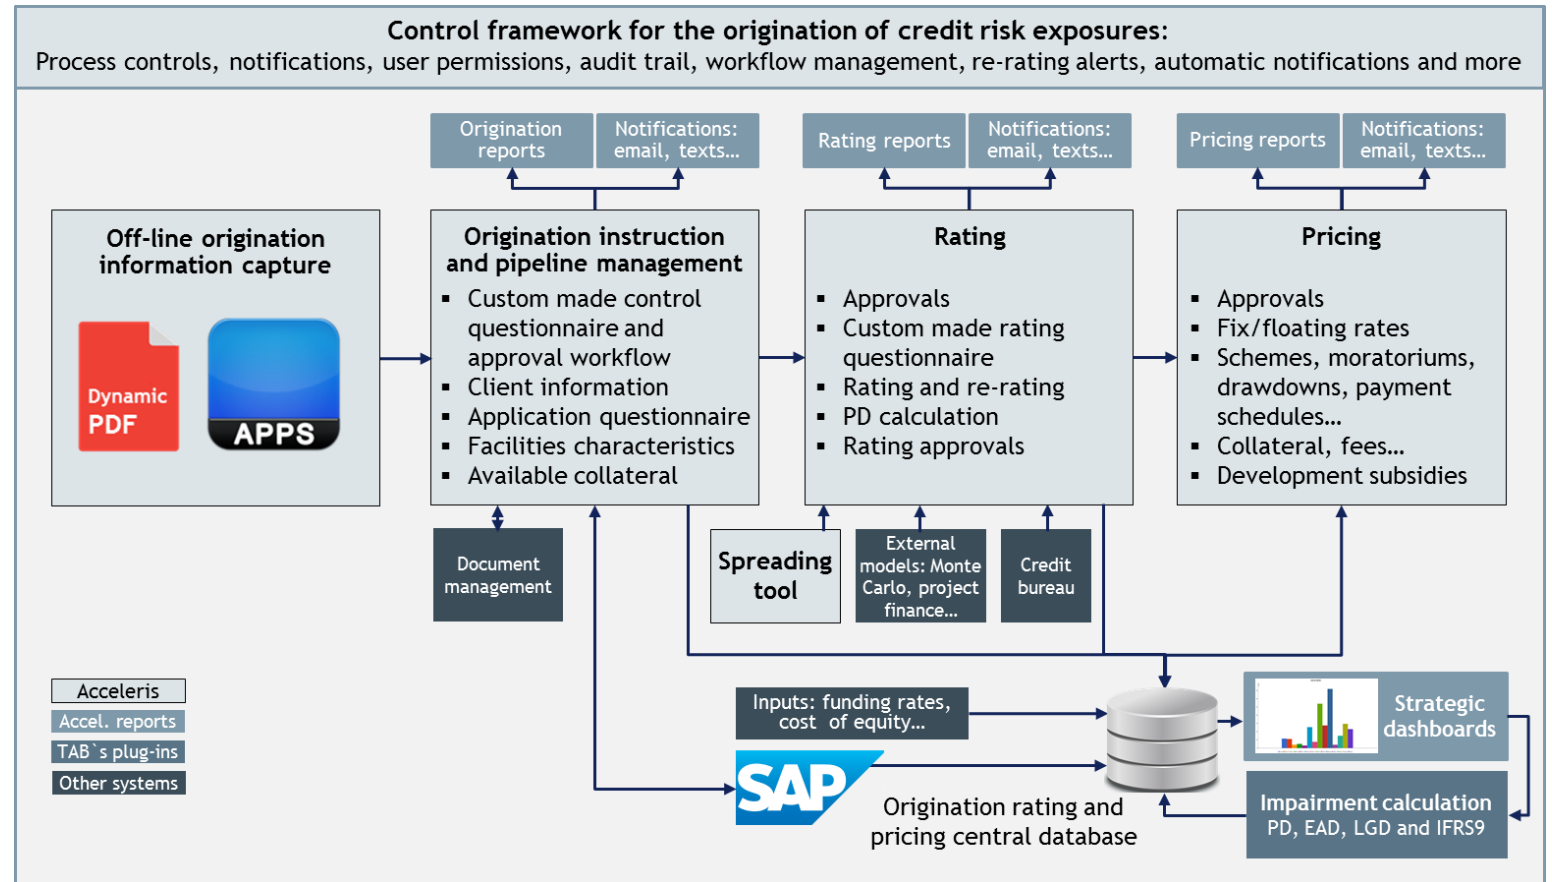 Control framework for the origination of credit risk exposures:
Process controls, notifications, user permissions, audit trail, workflow management, re-rating alerts, automatic notifications and more
Origination
reports
Notifications:
email, texts…
Rating reports
Notifications:
email, texts…
Pricing reports
Notifications:
email, texts…
Off-line origination
information capture
Dynamic
PDF
APPS
Origination instruction
and pipeline management
▪ Custom made control
questionnaire and
approval workflow
▪ Client information
▪ Application questionnaire
▪ Facilities characteristics
▪ Available collateral
Rating
▪ Approvals
▪ Custom made rating
questionnaire
▪ Rating and re-rating
▪ PD calculation
▪ Rating approvals
Pricing
▪ Approvals
▪ Fix/floating rates
▪ Schemes, moratoriums,
drawdowns, payment
schedules…
▪ Collateral, fees…
▪ Development subsidies
Document
management
Spreading
tool
External
models: Monte
Carlo, project
finance…
Credit
bureau
Acceleris
Accel. reports
TAB`s plug-ins
Other systems
Inputs: funding rates,
cost of equity…
SAP
Origination rating and
pricing central database
Strategic
dashboards
Impairment calculation
PD, EAD, LGD and IFRS9